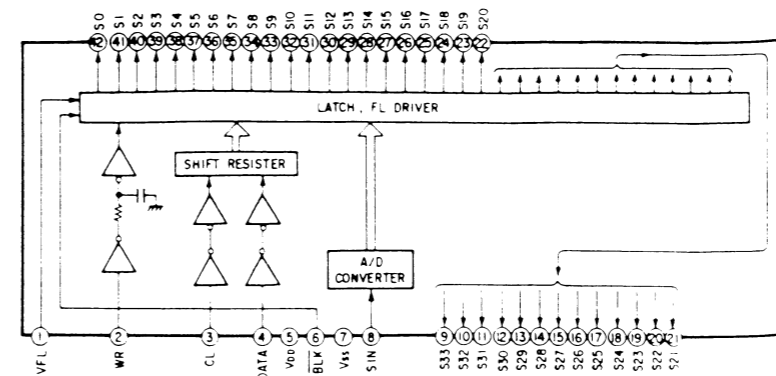 S0 S1 S2 S3 S4 S5 S6 S7 S8 S9 S10 S11 S12 S13 S14 S15 S16 S17 S18 S19 S20
42 41 40 39 38 37 36 35 34 33 32 31 30 29 28 27 26 25 24 23 22
LATCH, FL DRIVER
SHIFT RESISTER
A/D
CONVERTER
1 2 3 4 5 6 7 8 9 10 11 12 13 14 15 16 17 18 19 20 21
VFL WR CL DATA VDD BLK Vss SIN S33 S32 S31 S30 S29 S28 S27 S26 S25 S24 S23 S22 S21